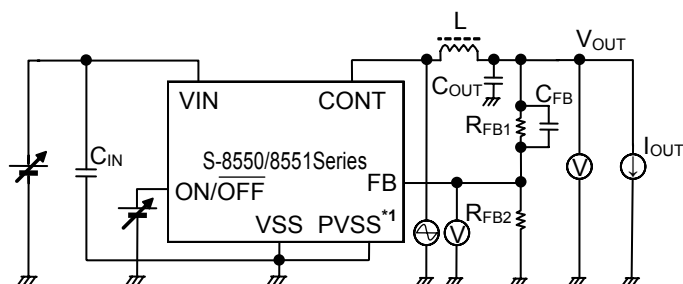 L
VOUT
VIN
CONT
COUT
CFB
RFB1
CIN
S-8550/8551Series
IOUT
V
ON/OFF
FB
RFB2
VSS
PVSS*1
V